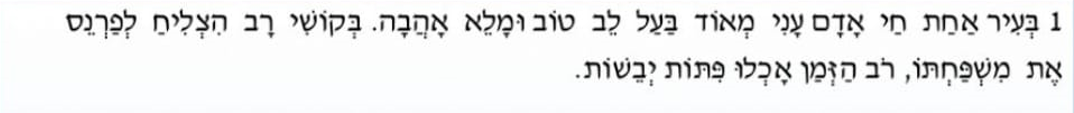 1 בְּעִיר אַחַת חַי אָדָם עָנִי מְאוֹד בַּעַל לֵב טוֹב וּמָלֵא אָהֲבָה. בְּקוֹשִׁי רָב הִצְלִיחַ לְפַרְנֵס
אֶת מִשְׁפַּחְתּוֹ, רֹב הַזְּמַן אָכְלוּ פִּתּוֹת יְבֵשׁוֹת.